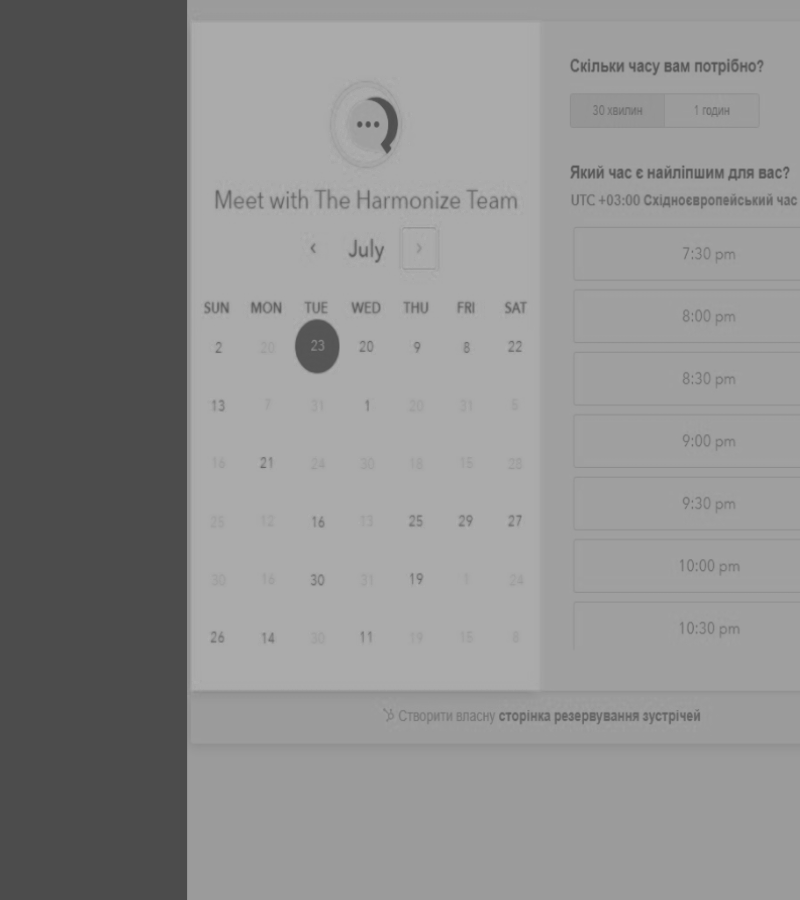 Meet with The Harmonize Team
July
SUN MON TUE WED THU FRI SAT
2 20 23 20 9 8 22
13 7 31 1 20 31 5
16 21 24 30 18 15 28
25 12 16 13 25 29 27
30 16 30 31 19 1 24
26 14 30 11 19 15 8
Скільки часу вам потрібно?
30 хвилин 1 годин
Який час є найліпшим для вас?
UTC +03:00 Східноєвропейський час
7:30 pm
8:00 pm
8:30 pm
9:00 pm
9:30 pm
10:00 pm
10:30 pm
Створити власну сторінка резервування зустрічей